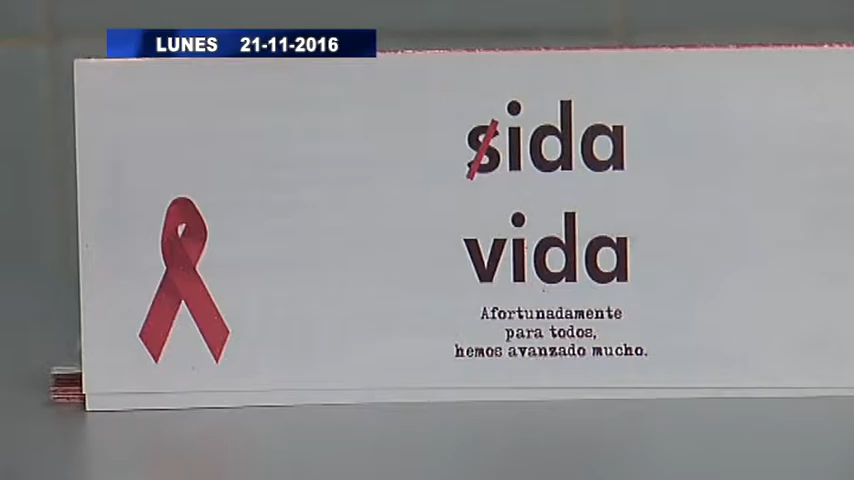 LUNES 21-11-2016
sida
vida
Afortunadamente
para todos,
hemos avanzado mucho.